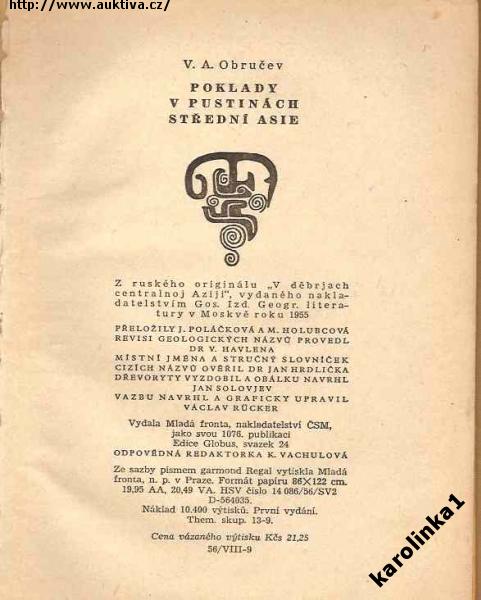 http://www.auktiva.cz/
V. A. Obručev
POKLADY
V PUSTINÁCH
STŘEDNÍ ASIE
Z ruského originálu „V děbrjach
centralnoj Aziji“, vydaného nakla-
datelstvím Gos. Izd. Geogr. litera-
tury v Moskvě roku 1955
PŘELOŽILY J. POLÁČKOVÁ A M. HOLUBCOVÁ
REVISI GEOLOGICKÝCH NÁZVŮ PROVEDL
DR V. HAVLENA
MÍSTNÍ JMÉNA A STRUČNÝ SLOVNÍČEK
CIZÍCH NÁZVŮ OVĚŘIL DR JAN HRDLIČKA
DŘEVORYTY VYZDOBIL A OBÁLKU NAVRHL
JAN SOLOVJEV
VAZBU NAVRHL A GRAFICKY UPRAVIL
VÁCLAV RÜCKER
Vydala Mladá fronta, nakladatelství ČSM,
jako svou 1076. publikaci
Edice Globus, svazek 24
ODPOVĚDNÁ REDAKTORKA K. VACHULOVÁ
Ze sazby písmem garmond Regal vytiskla Mladá
fronta, n. p. v Praze. Formát papíru 86×122 cm.
19,95 AA, 20,49 VA. HSV číslo 14 086/56/SV2
D-564035.
Náklad 10.400 výtisků. První vydání.
Them. skup. 13-9.
Cena vázaného výtisku Kčs 21,25
56/VIII-9
karolinka1